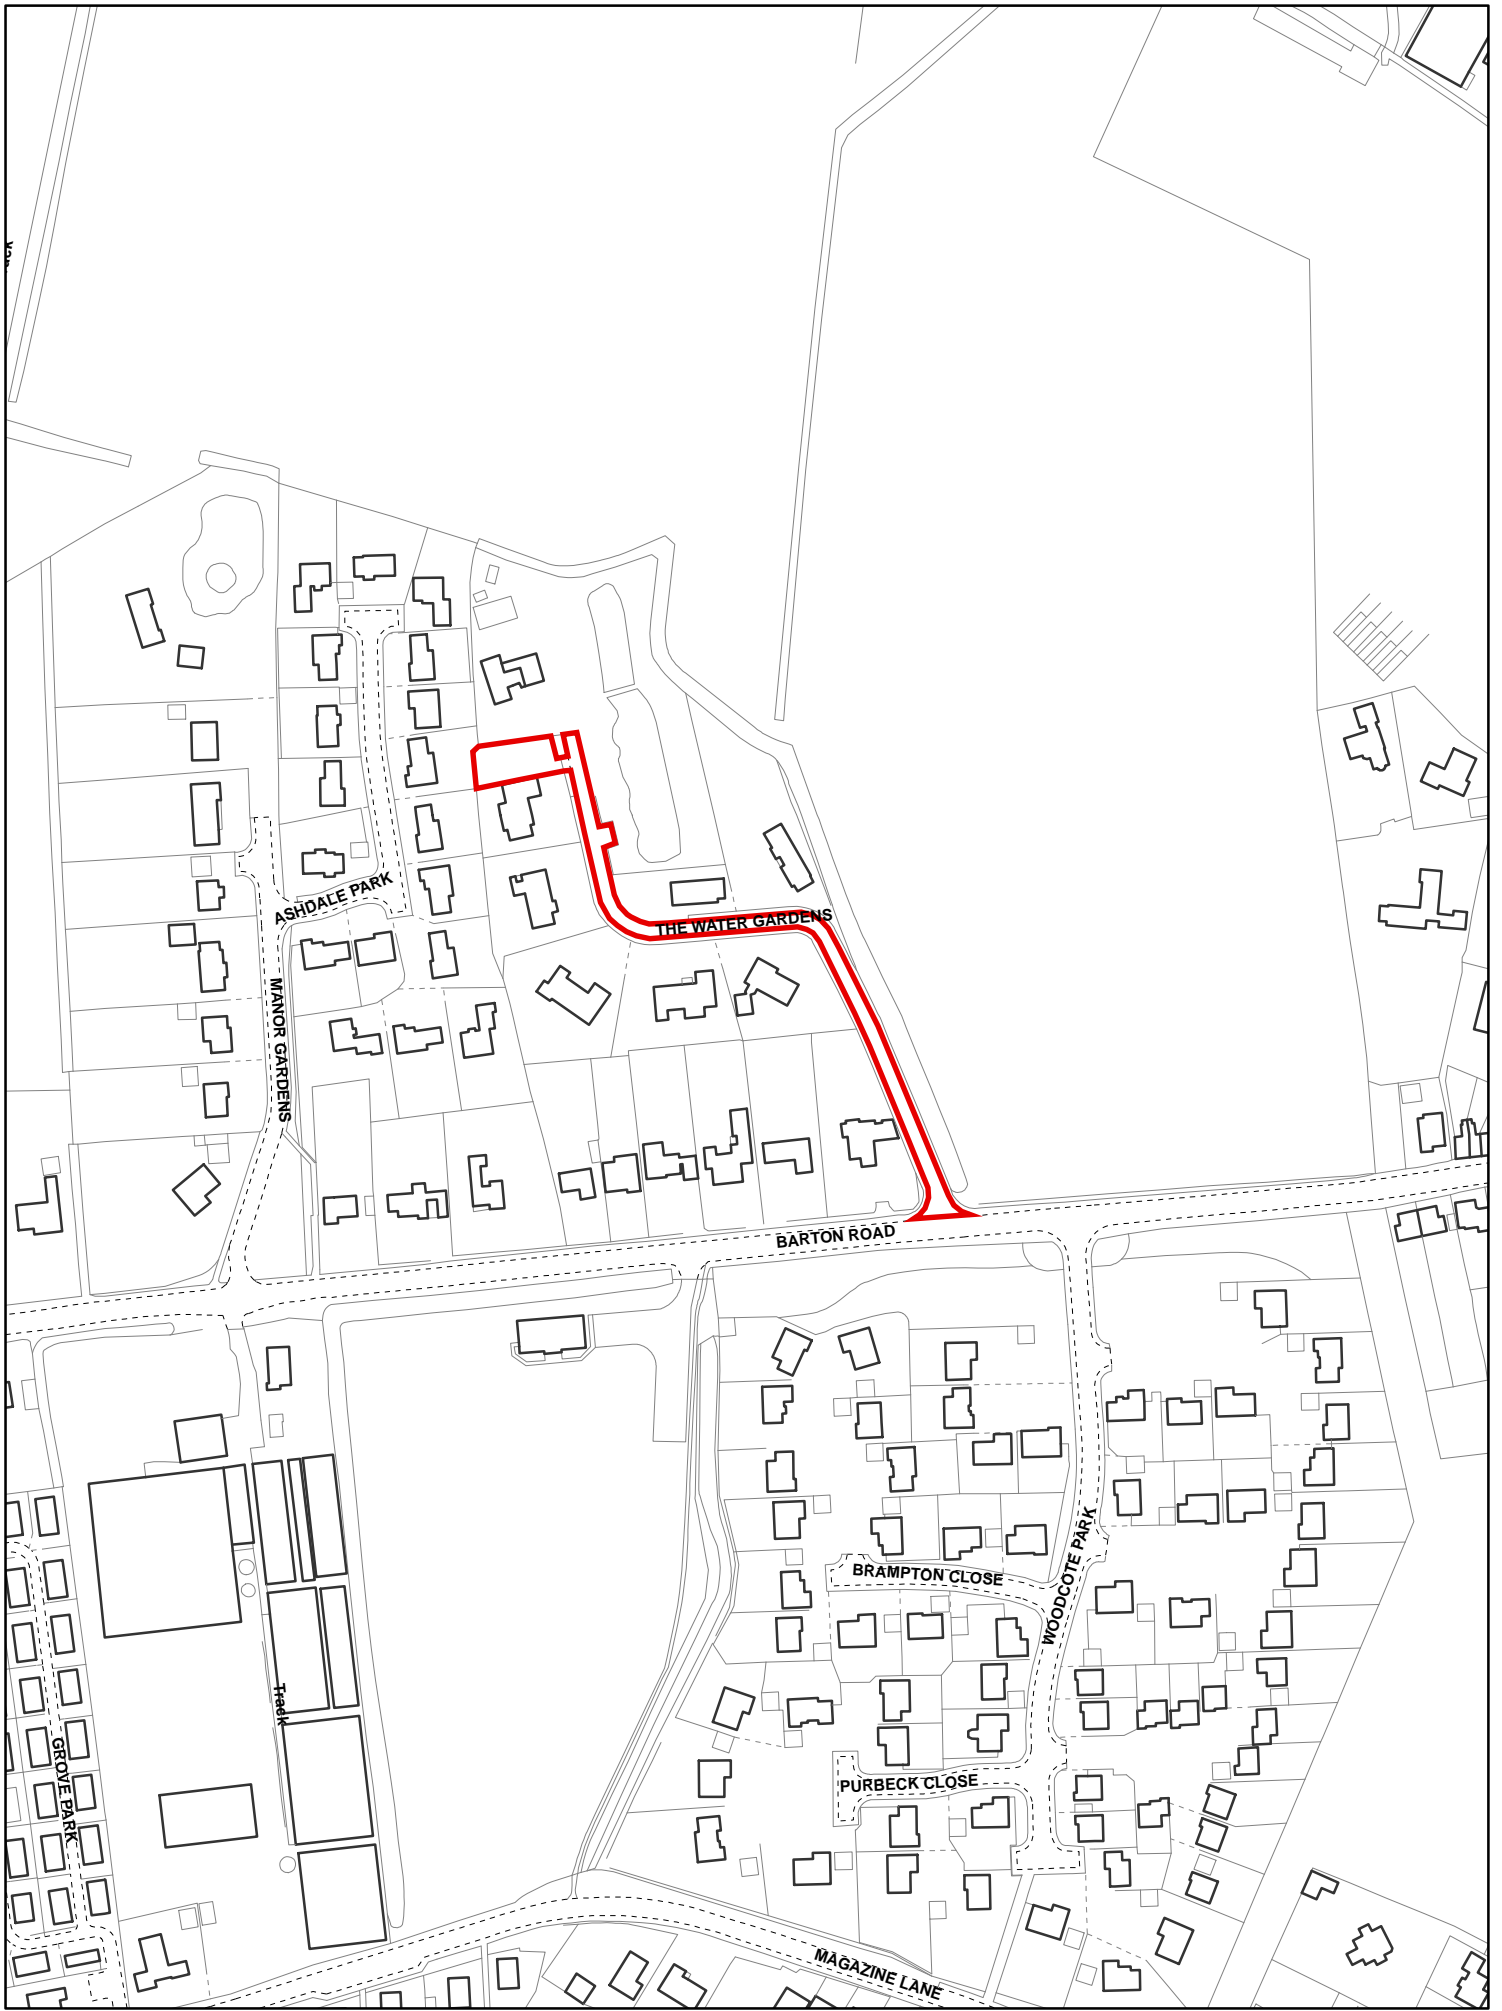 ASHDALE PARK
THE WATER GARDENS
MANOR GARDENS
BARTON ROAD
WOODCOTE PARK
BRAMPTON CLOSE
Track
GROVE PARK
PURBECK CLOSE
MAGAZINE LANE